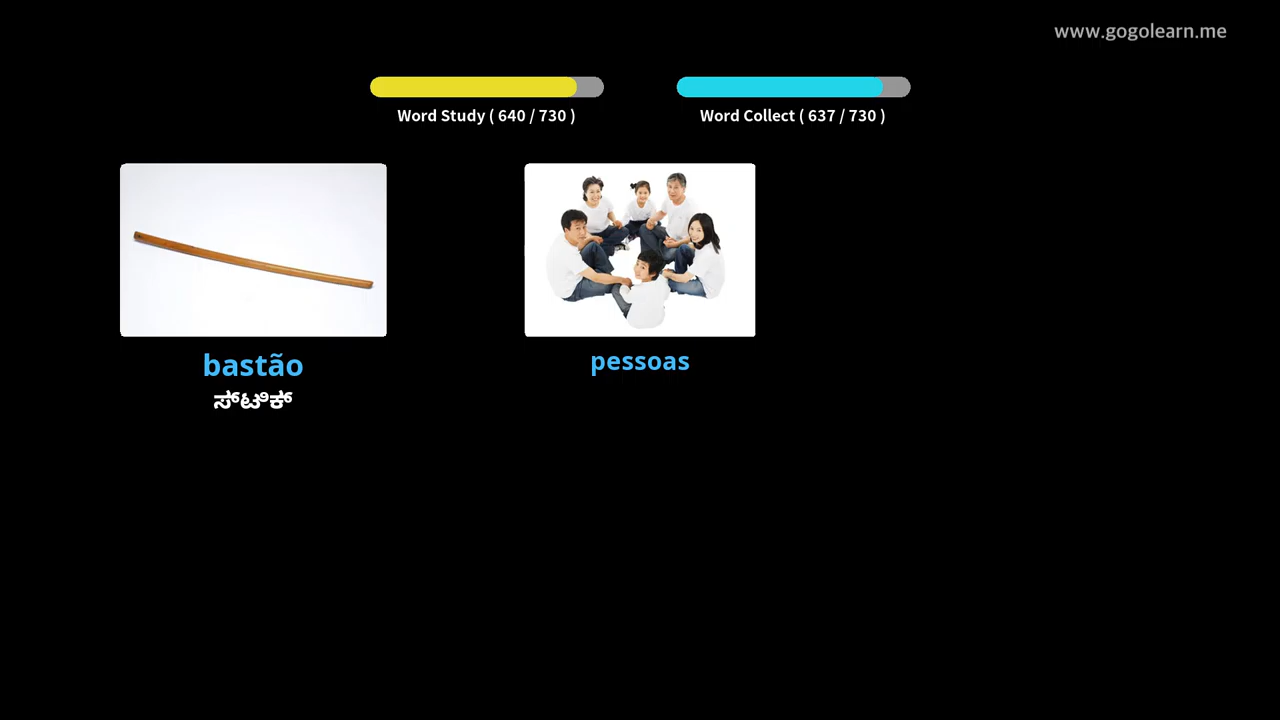 www.gogolearn.me
Word Study ( 640 / 730 )
Word Collect ( 637 / 730 )
bastão
ಸ್ಟಿಕ್
pessoas